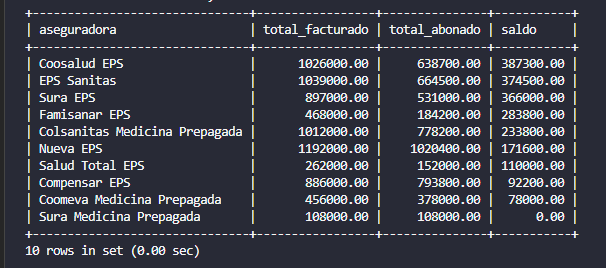 +----------------------------+-----------------+---------------+-----------+
| aseguradora                | total_facturado | total_abonado | saldo     |
+----------------------------+-----------------+---------------+-----------+
| Coosalud EPS               |      1026000.00 |     638700.00 | 387300.00 |
| EPS Sanitas                |      1039000.00 |     664500.00 | 374500.00 |
| Sura EPS                   |       897000.00 |     531000.00 | 366000.00 |
| Famisanar EPS              |       468000.00 |     184200.00 | 283800.00 |
| Colsanitas Medicina Prepagada |      1012000.00 |     778200.00 | 233800.00 |
| Nueva EPS                  |      1192000.00 |    1020400.00 | 171600.00 |
| Salud Total EPS            |       262000.00 |     152000.00 | 110000.00 |
| Compensar EPS              |       886000.00 |     793800.00 |  92200.00 |
| Coomeva Medicina Prepagada |       456000.00 |     378000.00 |  78000.00 |
| Sura Medicina Prepagada    |       108000.00 |     108000.00 |      0.00 |
+----------------------------+-----------------+---------------+-----------+
10 rows in set (0.00 sec)